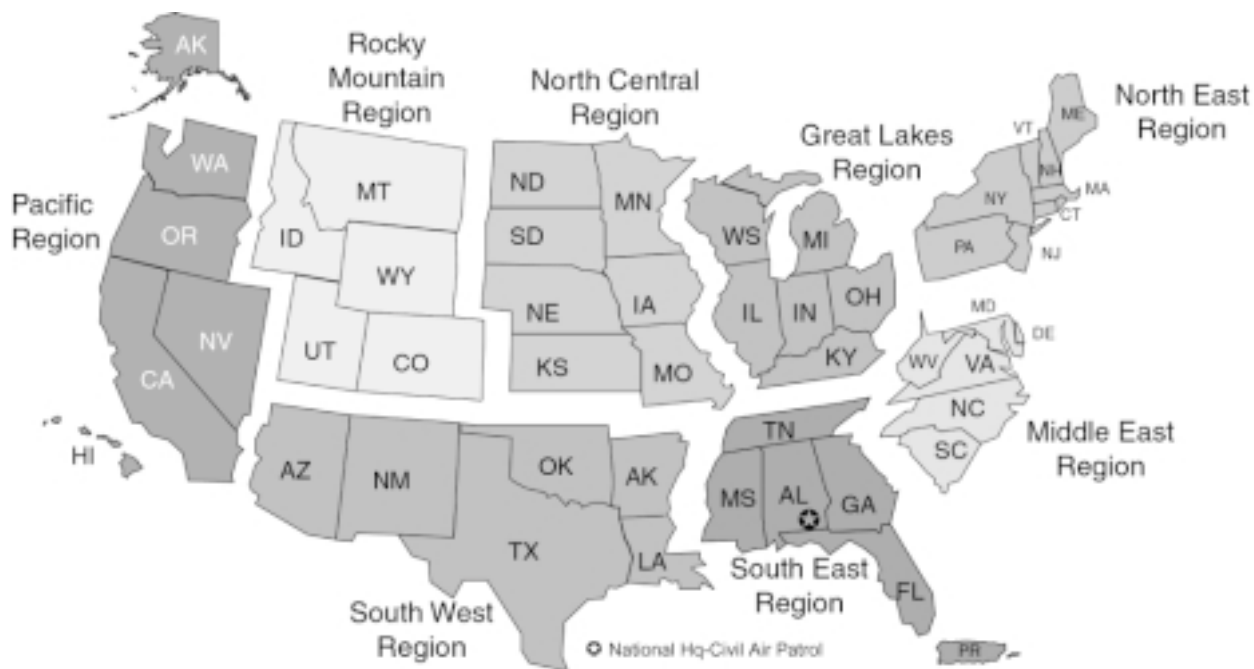 AK
Rocky
Mountain
Region
North Central
Region
Great Lakes
Region
North East
Region
Pacific
Region
WA
OR
NV
CA
HI
MT
ID
WY
UT
CO
ND
SD
NE
KS
MN
IA
MO
WS
MI
IL
IN
OH
KY
ME
VT
NH
MA
NY
CT
PA
NJ
MD
DE
WV
VA
NC
SC
Middle East
Region
AZ
NM
OK
AK
TX
LA
South West
Region
TN
MS
AL
GA
FL
South East
Region
PR
National Hq-Civil Air Patrol